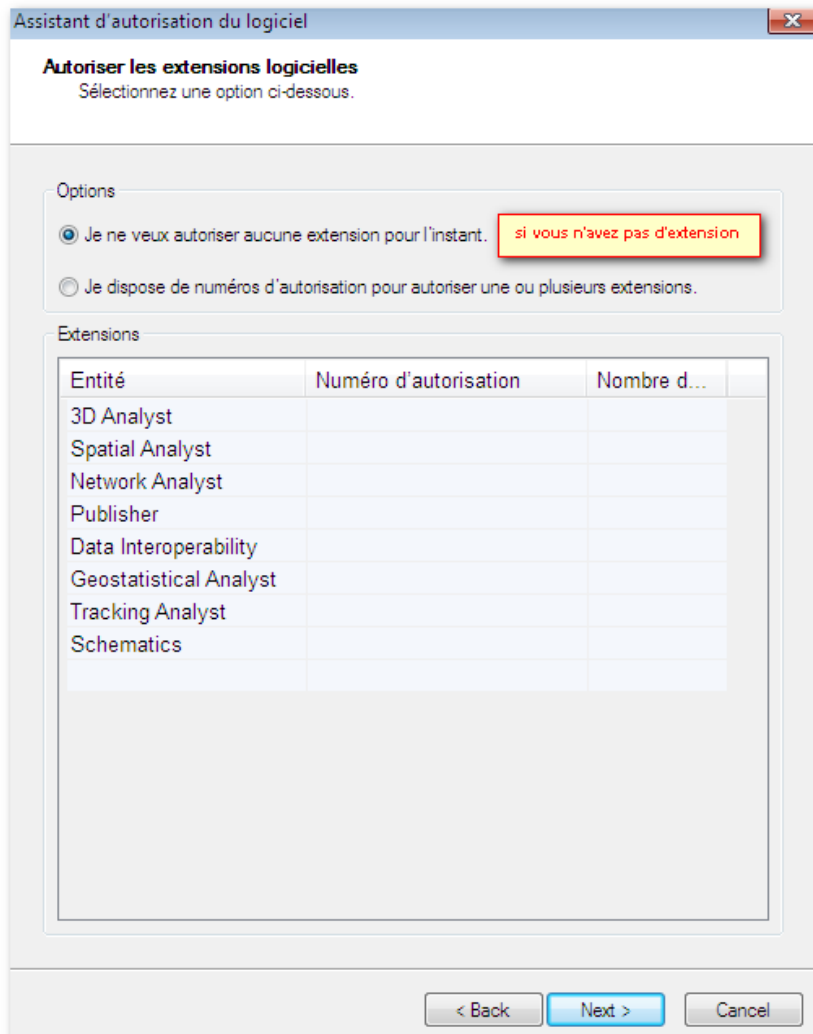 Assistant d'autorisation du logiciel
Autoriser les extensions logicielles
Sélectionnez une option ci-dessous.
Options
Je ne veux autoriser aucune extension pour l'instant.
si vous n'avez pas d'extension
Je dispose de numéros d'autorisation pour autoriser une ou plusieurs extensions.
Extensions
Entité Numéro d'autorisation Nombre d...
3D Analyst
Spatial Analyst
Network Analyst
Publisher
Data Interoperability
Geostatistical Analyst
Tracking Analyst
Schematics
< Back Next > Cancel